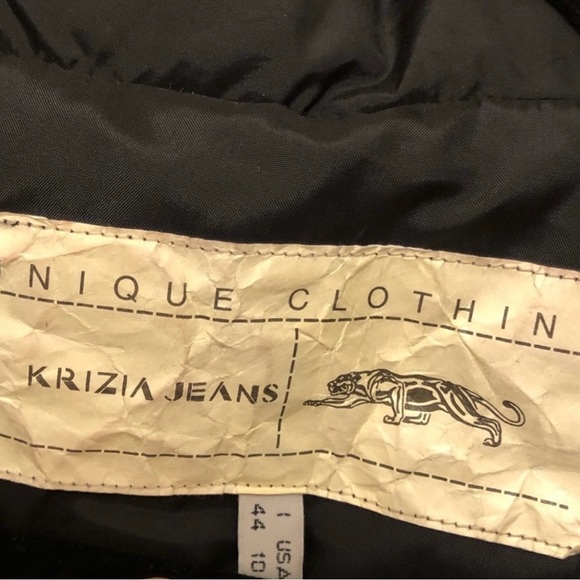 NIQUE CLOTHIN
KRIZIA JEANS
I USA
44 10